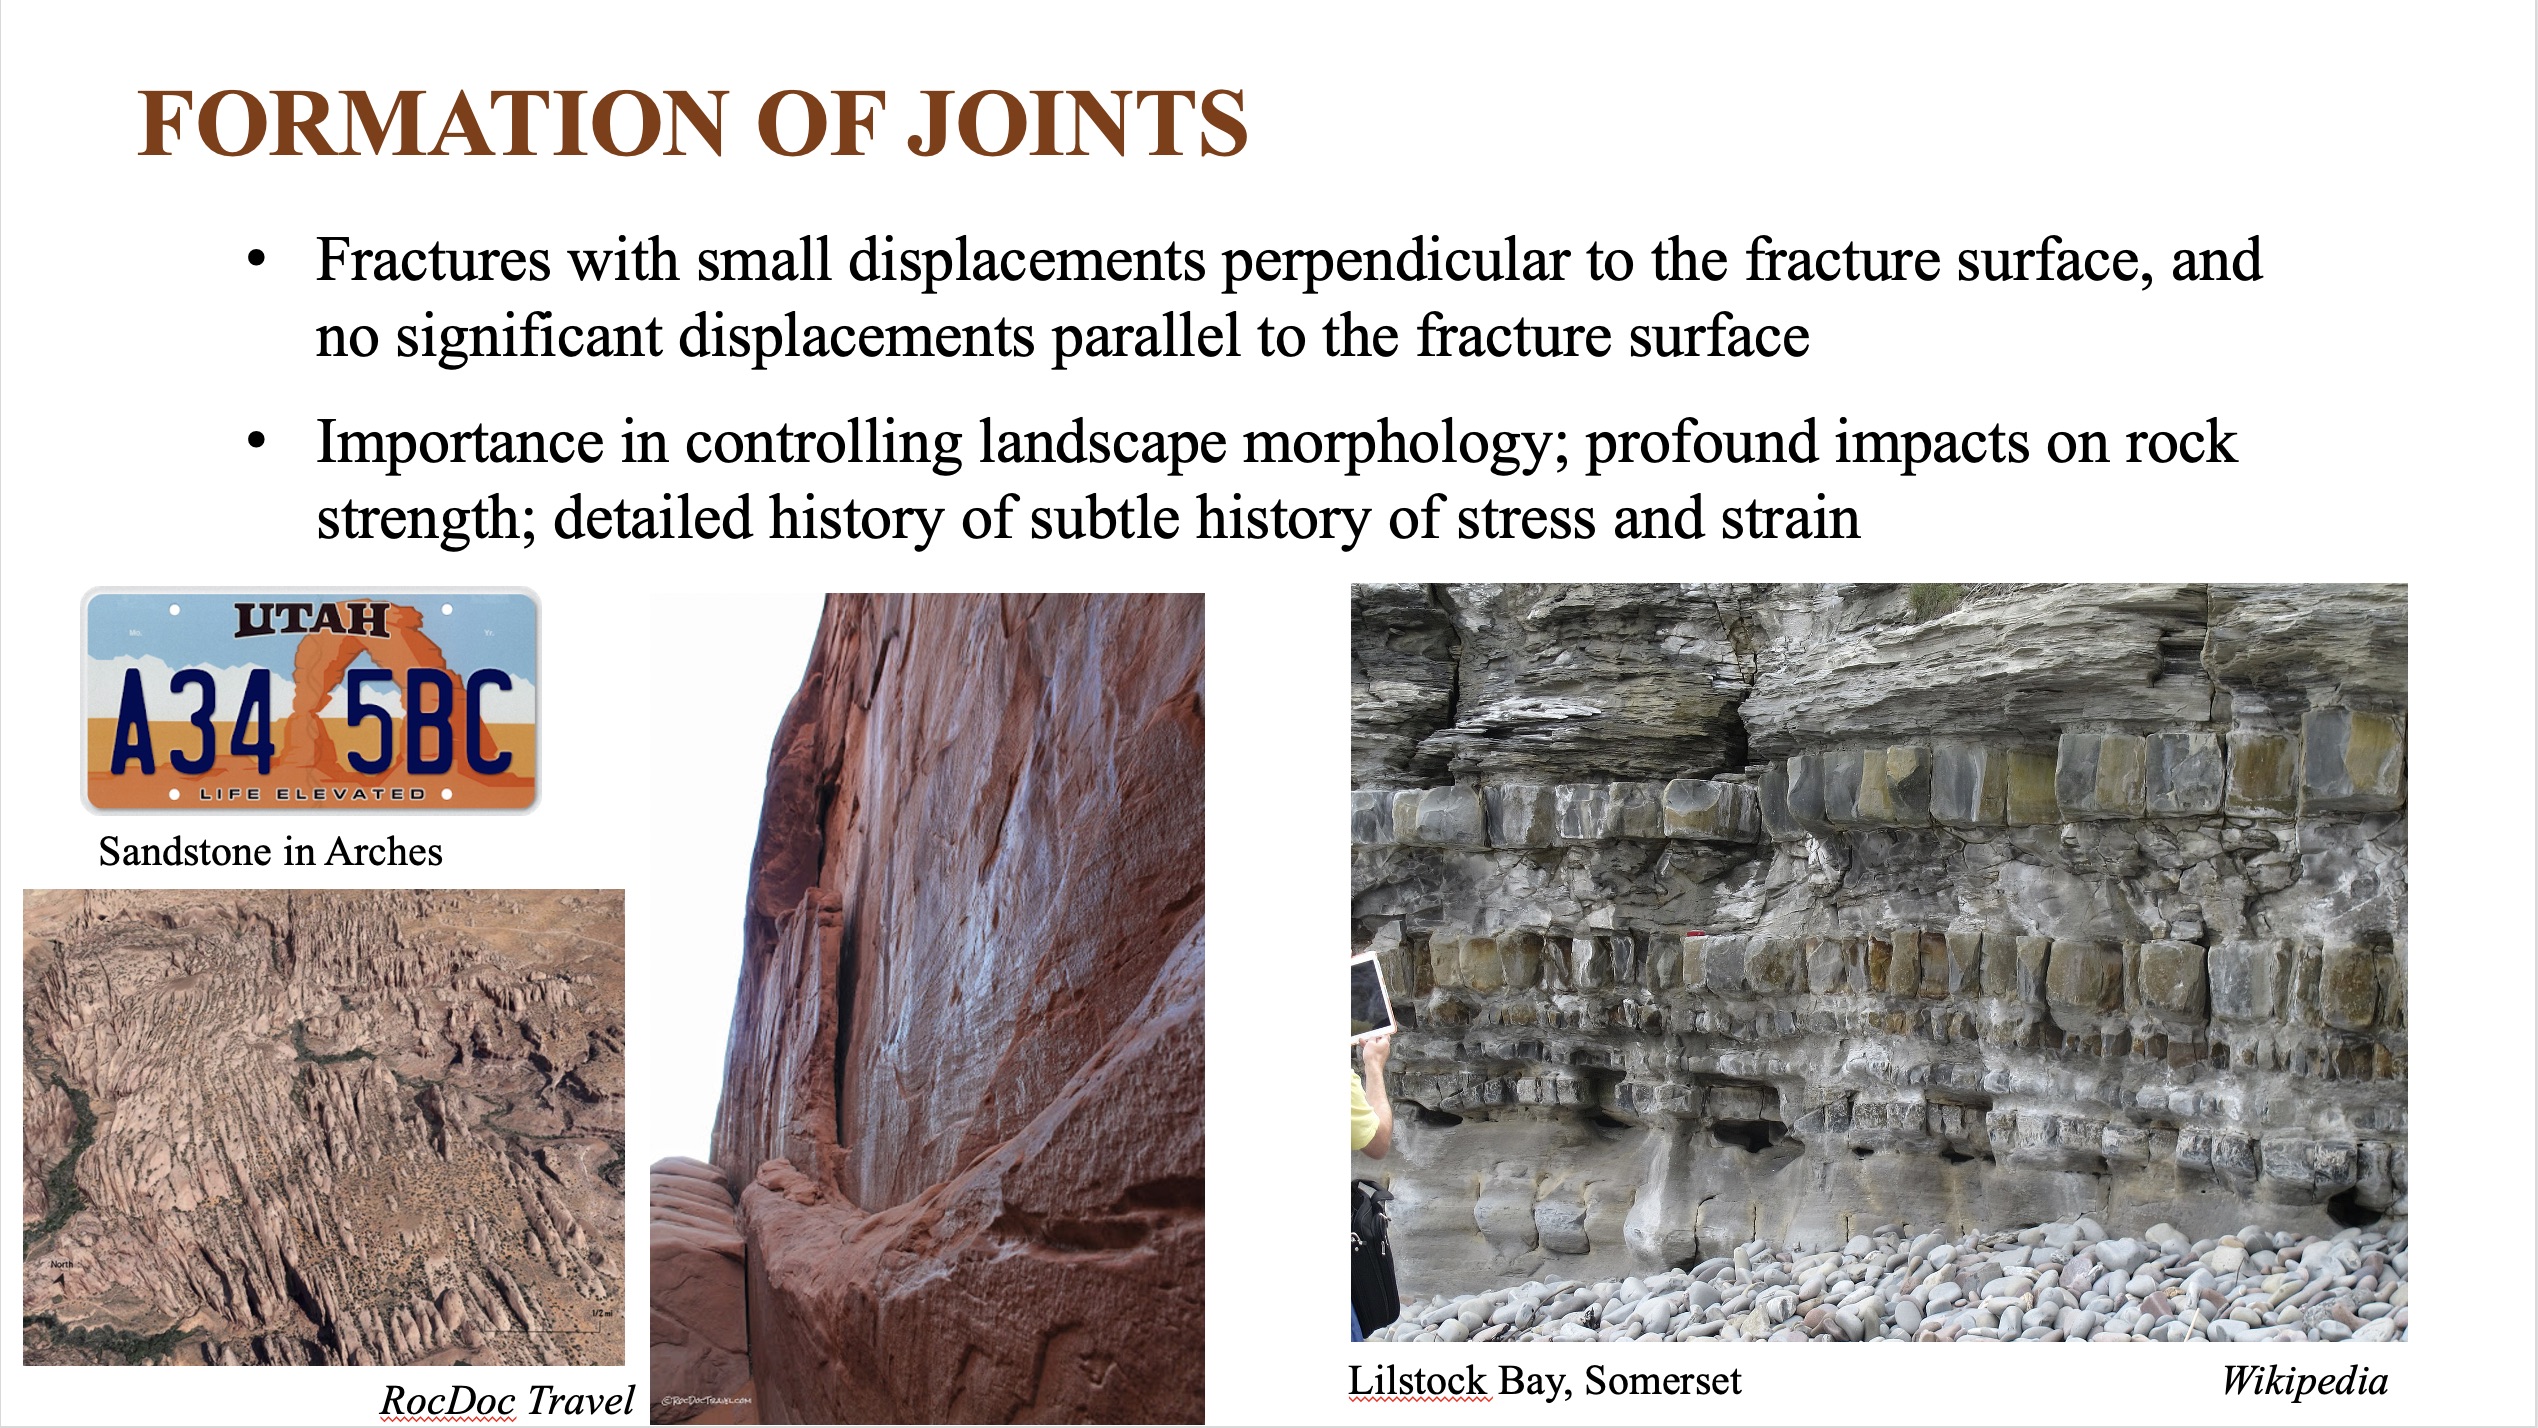 FORMATION OF JOINTS
• Fractures with small displacements perpendicular to the fracture surface, and
no significant displacements parallel to the fracture surface
• Importance in controlling landscape morphology; profound impacts on rock
strength; detailed history of subtle history of stress and strain
UTAH
Mo.
Yr.
A34 5BC
LIFE ELEVATED
Sandstone in Arches
North
1/2 mi
RocDoc Travel
©RocDocTravel.com
Lilstock Bay, Somerset
Wikipedia